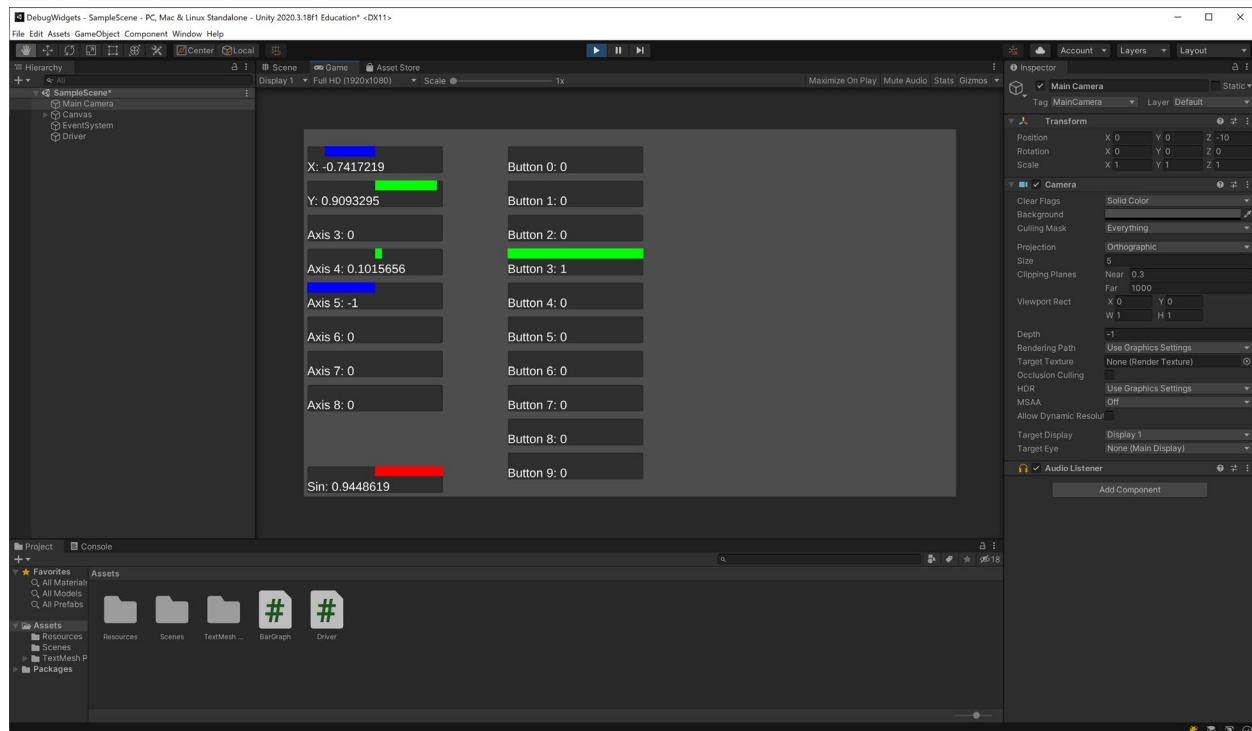 DebugWidgets - SampleScene - PC, Mac & Linux Standalone - Unity 2020.3.18f1 Education* <DX11>
File Edit Assets GameObject Component Window Help
Center Local Account Layers Layout
Hierarchy
All
SampleScene*
Main Camera
Canvas
EventSystem
Driver
Scene Game Asset Store
Display 1 Full HD (1920x1080) Scale 1x Maximize On Play Mute Audio Stats Gizmos
X: -0.7417219
Y: 0.9093295
Axis 3: 0
Axis 4: 0.1015656
Axis 5: -1
Axis 6: 0
Axis 7: 0
Axis 8: 0
Sin: 0.9448619
Button 0: 0
Button 1: 0
Button 2: 0
Button 3: 1
Button 4: 0
Button 5: 0
Button 6: 0
Button 7: 0
Button 8: 0
Button 9: 0
Inspector
Main Camera Static
Tag MainCamera Layer Default
Transform
Position X 0 Y 0 Z -10
Rotation X 0 Y 0 Z 0
Scale X 1 Y 1 Z 1
Camera
Clear Flags Solid Color
Background
Culling Mask Everything
Projection Orthographic
Size 5
Clipping Planes Near 0.3
Far 1000
Viewport Rect X 0 Y 0
W 1 H 1
Depth -1
Rendering Path Use Graphics Settings
Target Texture None (Render Texture)
Occlusion Culling
HDR Use Graphics Settings
MSAA Off
Allow Dynamic Resolut
Target Display Display 1
Target Eye None (Main Display)
Audio Listener
Add Component
Project Console
18
Favorites
All Materials
All Models
All Prefabs
Assets
Resources
Scenes
TextMesh P
Packages
Assets
Resources Scenes TextMesh ... BarGraph Driver